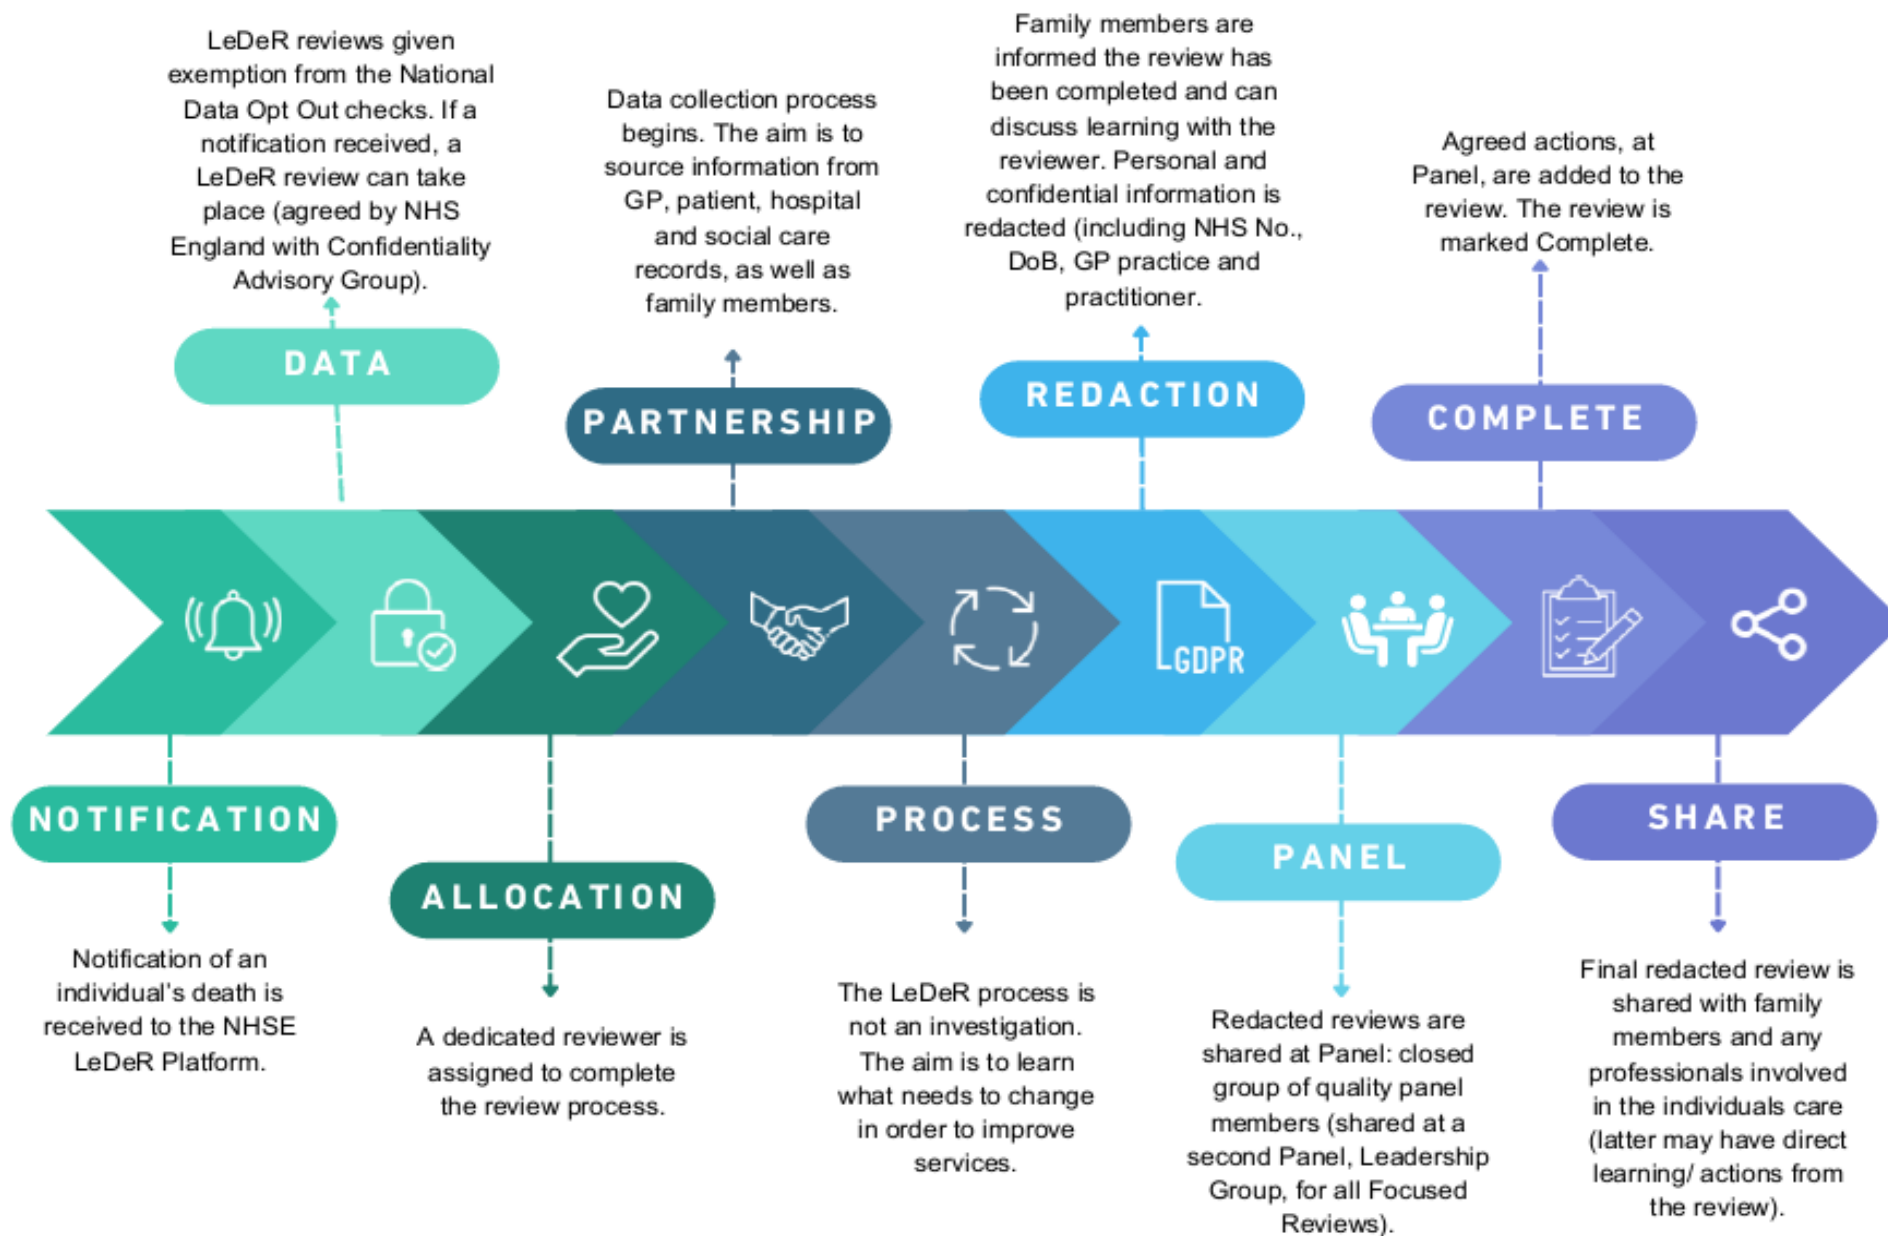 LeDeR reviews given
exemption from the National
Data Opt Out checks. If a
notification received, a
LeDeR review can take
place (agreed by NHS
England with Confidentiality
Advisory Group).
DATA
Data collection process
begins. The aim is to
source information from
GP, patient, hospital
and social care
records, as well as
family members.
PARTNERSHIP
Family members are
informed the review has
been completed and can
discuss learning with the
reviewer. Personal and
confidential information is
redacted (including NHS No.,
DoB, GP practice and
practitioner.
REDACTION
Agreed actions, at
Panel, are added to the
review. The review is
marked Complete.
COMPLETE
GDPR
NOTIFICATION
Notification of an
individual's death is
received to the NHSE
LeDeR Platform.
ALLOCATION
A dedicated reviewer is
assigned to complete
the review process.
PROCESS
The LeDeR process is
not an investigation.
The aim is to learn
what needs to change
in order to improve
services.
PANEL
Redacted reviews are
shared at Panel: closed
group of quality panel
members (shared at a
second Panel, Leadership
Group, for all Focused
Reviews).
SHARE
Final redacted review is
shared with family
members and any
professionals involved
in the individuals care
(latter may have direct
learning/ actions from
the review).